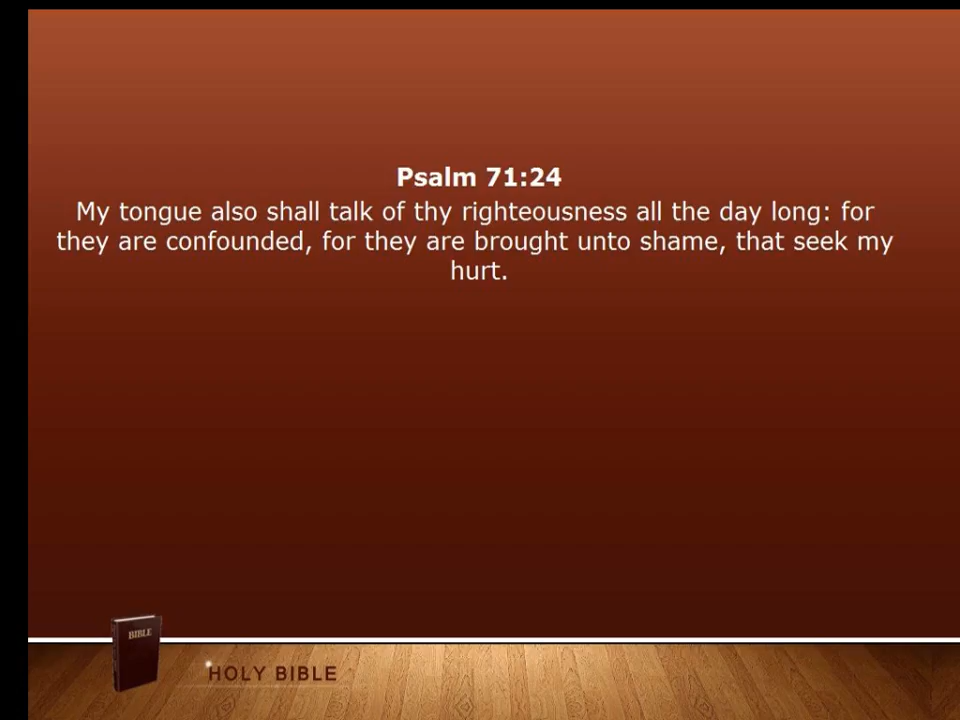 Psalm 71:24
My tongue also shall talk of thy righteousness all the day long: for
they are confounded, for they are brought unto shame, that seek my
hurt.
BIBLE
HOLY BIBLE